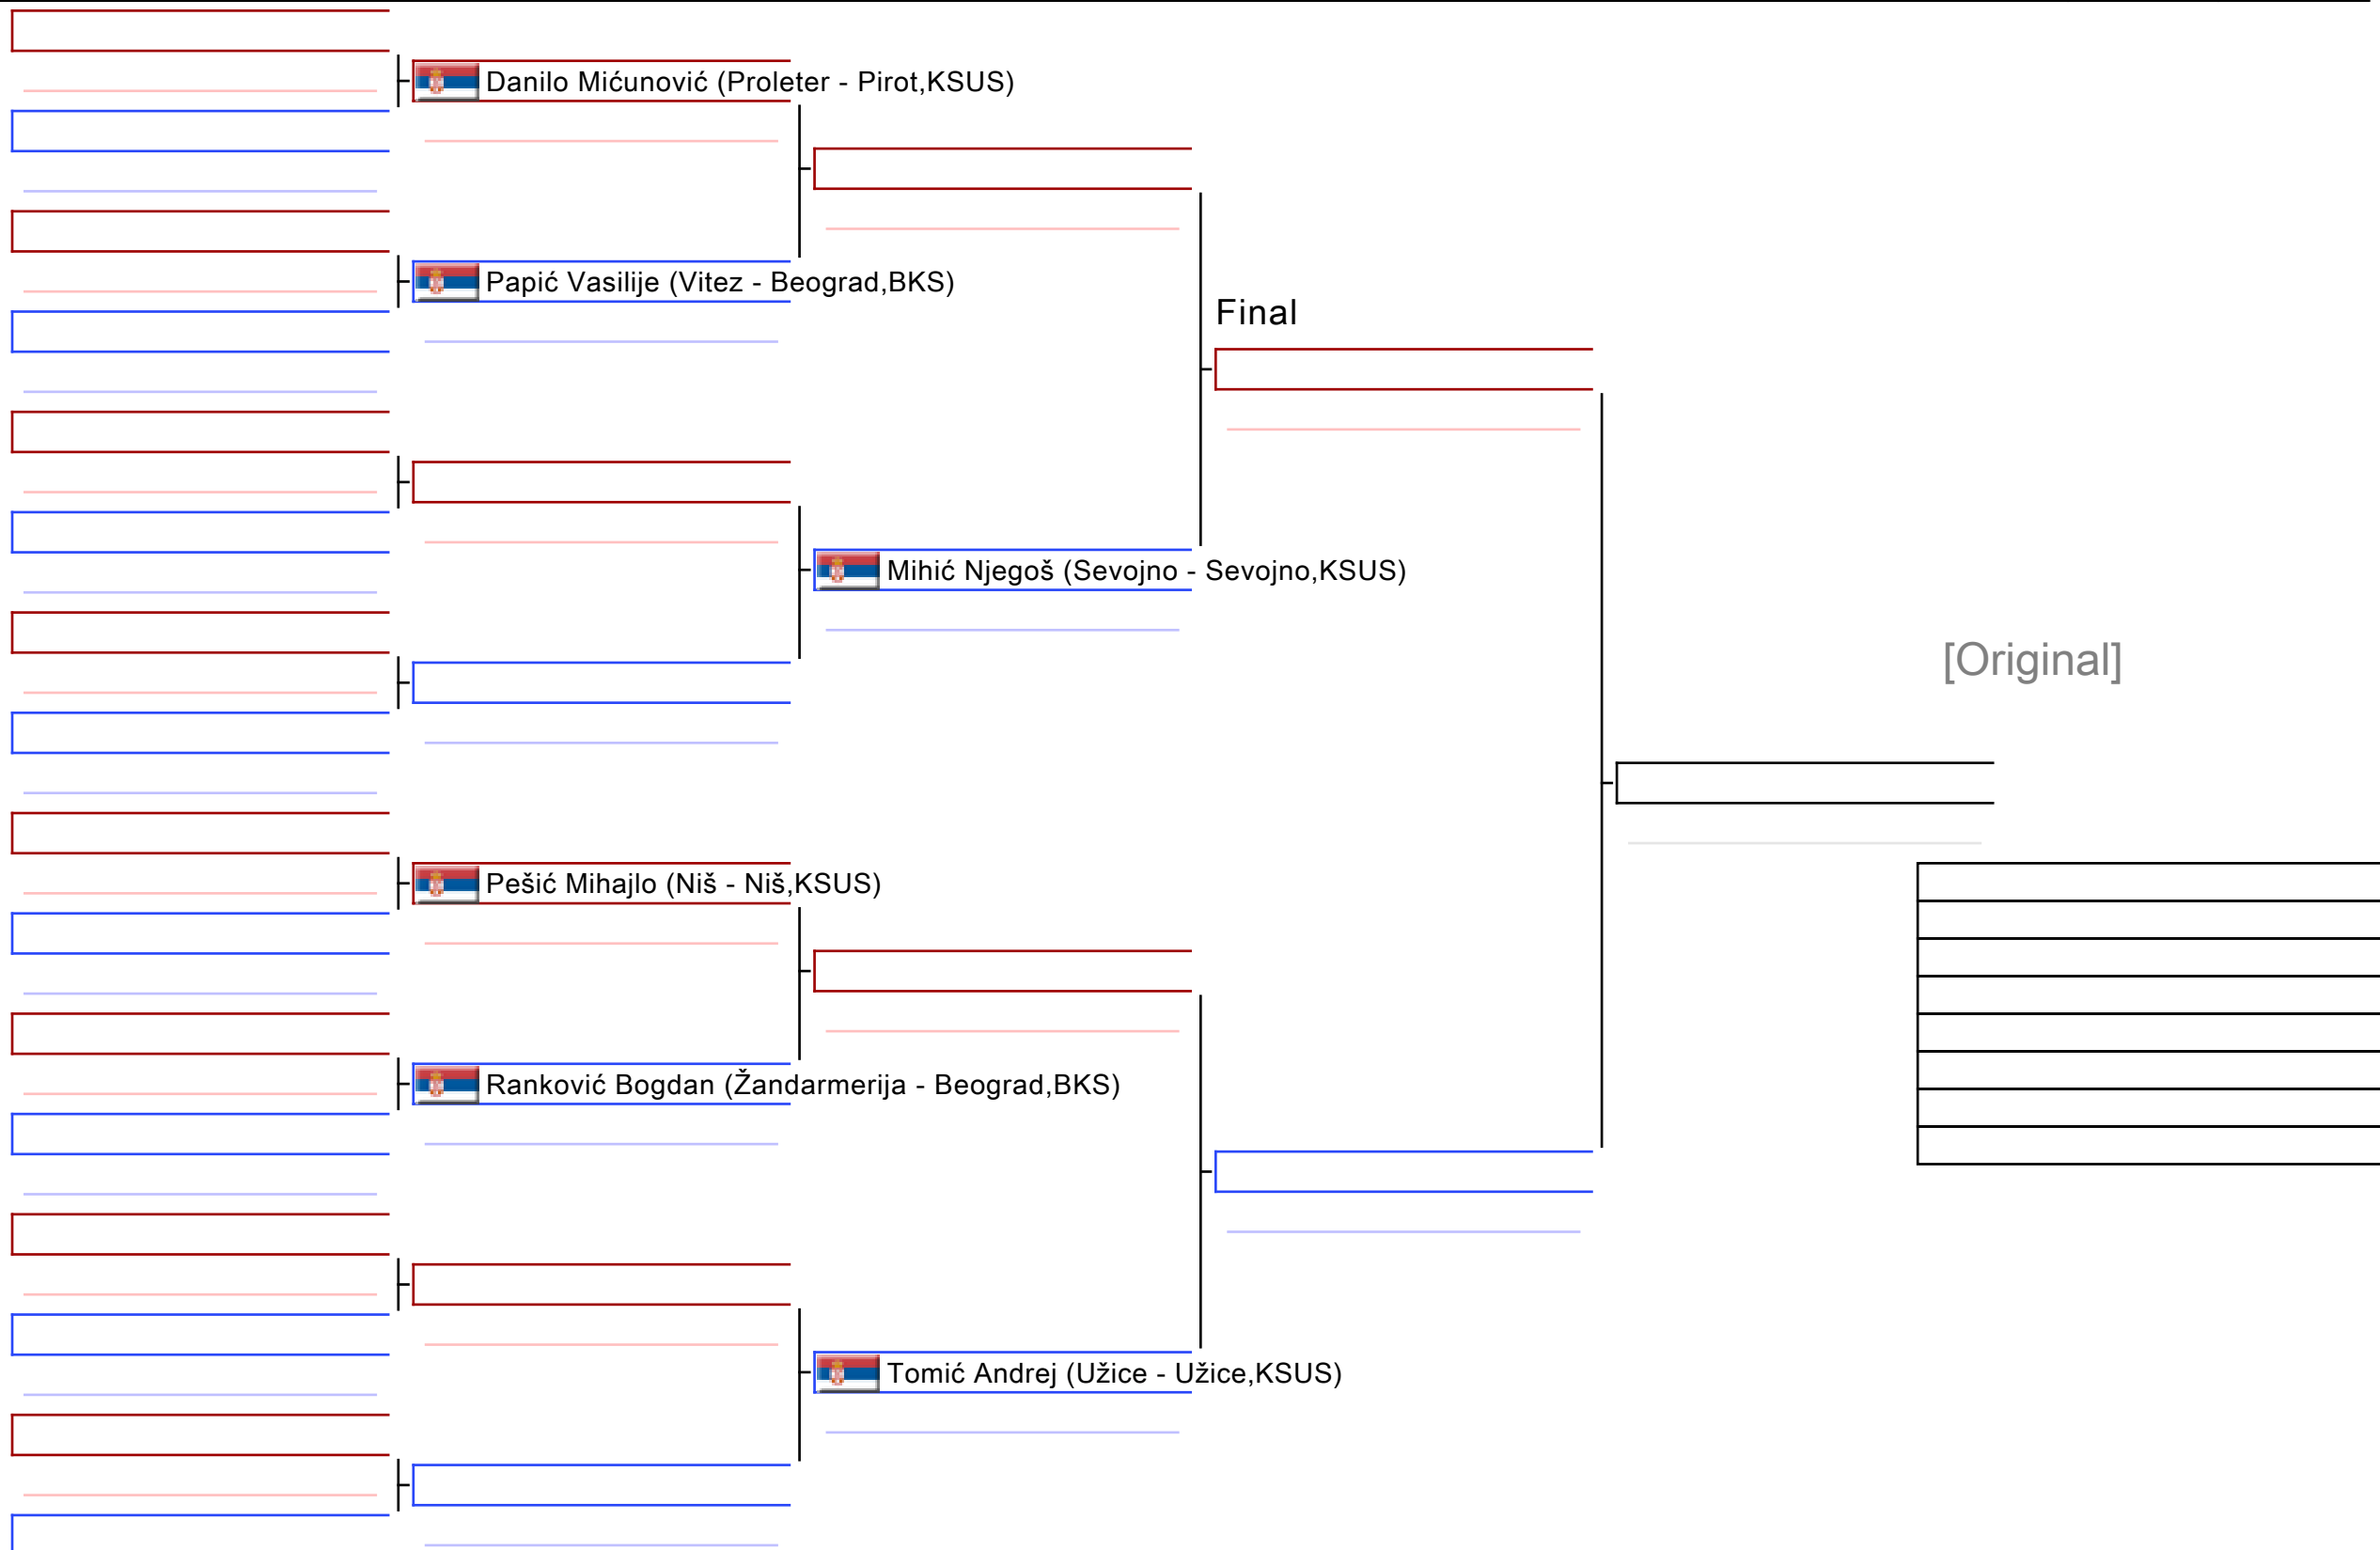 Danilo Mićunović (Proleter - Pirot,KSUS)
Papić Vasilije (Vitez - Beograd,BKS)
Final
Mihić Njegoš (Sevojno - Sevojno,KSUS)
[Original]
Pešić Mihajlo (Niš - Niš,KSUS)
Ranković Bogdan (Žandarmerija - Beograd,BKS)
Tomić Andrej (Užice - Užice,KSUS)